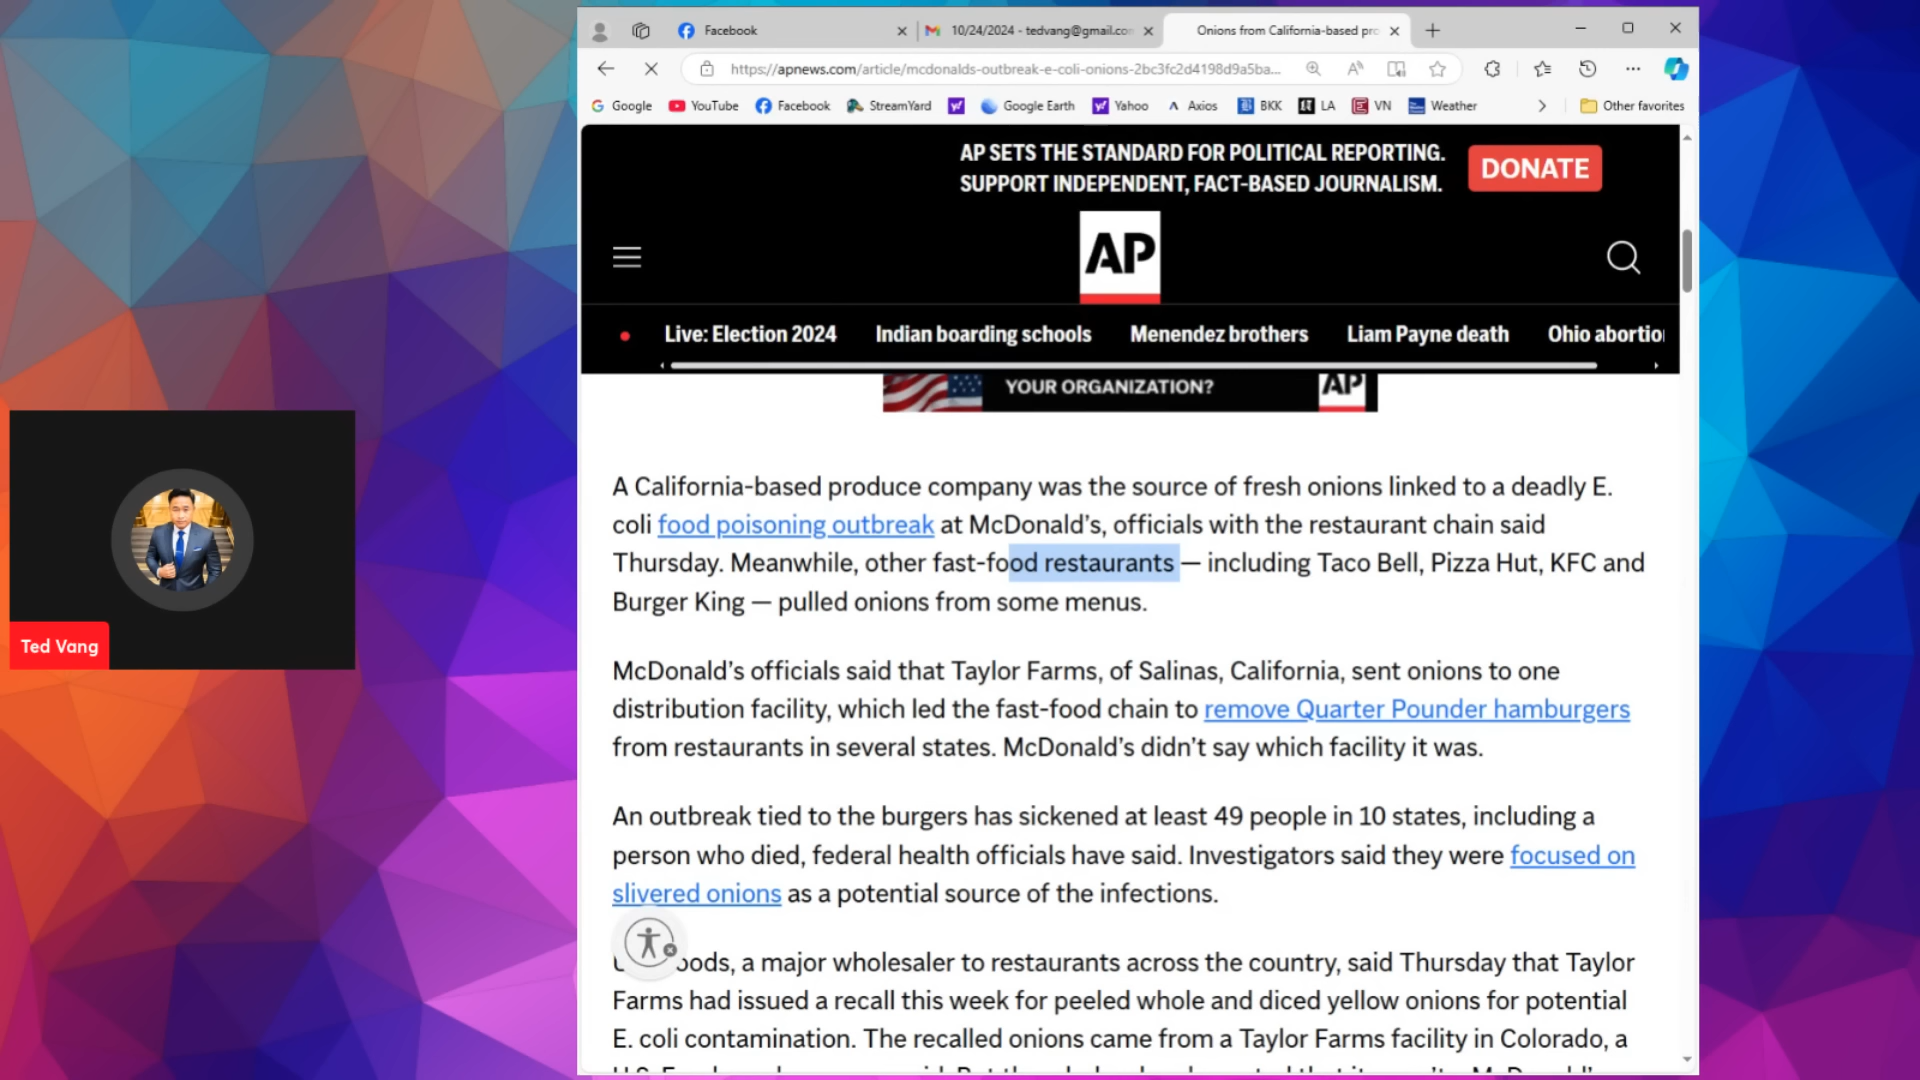 Facebook
10/24/2024 - tedvang@gmail.co
Onions from California-based pro
https://apnews.com/article/mcdonalds-outbreak-e-coli-onions-2bc3fc2d4198d9a5ba...
Google YouTube Facebook StreamYard Google Earth Yahoo Axios BKK LA VN Weather Other favorites
AP SETS THE STANDARD FOR POLITICAL REPORTING.
SUPPORT INDEPENDENT, FACT-BASED JOURNALISM.
DONATE
AP
Live: Election 2024 Indian boarding schools Menendez brothers Liam Payne death Ohio abortio
YOUR ORGANIZATION? AP
A California-based produce company was the source of fresh onions linked to a deadly E.
coli food poisoning outbreak at McDonald’s, officials with the restaurant chain said
Thursday. Meanwhile, other fast-food restaurants — including Taco Bell, Pizza Hut, KFC and
Burger King — pulled onions from some menus.
McDonald’s officials said that Taylor Farms, of Salinas, California, sent onions to one
distribution facility, which led the fast-food chain to remove Quarter Pounder hamburgers
from restaurants in several states. McDonald’s didn’t say which facility it was.
An outbreak tied to the burgers has sickened at least 49 people in 10 states, including a
person who died, federal health officials have said. Investigators said they were focused on
slivered onions as a potential source of the infections.
oods, a major wholesaler to restaurants across the country, said Thursday that Taylor
Farms had issued a recall this week for peeled whole and diced yellow onions for potential
E. coli contamination. The recalled onions came from a Taylor Farms facility in Colorado, a
Ted Vang